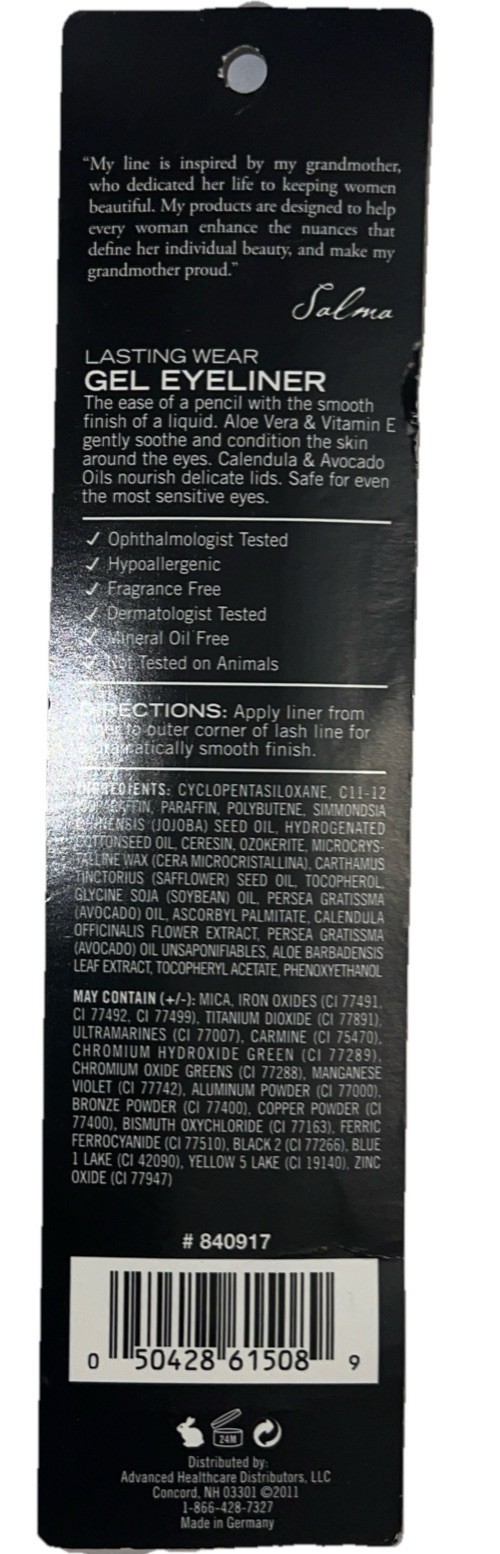 “My line is inspired by my grandmother,
who dedicated her life to keeping women
beautiful. My products are designed to help
every woman enhance the nuances that
define her individual beauty, and make my
grandmother proud.”
Salma
LASTING WEAR
GEL EYELINER
The ease of a pencil with the smooth
finish of a liquid. Aloe Vera & Vitamin E
gently soothe and condition the skin
around the eyes. Calendula & Avocado
Oils nourish delicate lids. Safe for even
the most sensitive eyes.
✓ Ophthalmologist Tested
✓ Hypoallergenic
✓ Fragrance Free
✓ Dermatologist Tested
✓ Mineral Oil Free
✓ Not Tested on Animals
DIRECTIONS: Apply liner from
inner to outer corner of lash line for
dramatically smooth finish.
INGREDIENTS: CYCLOPENTASILOXANE, C11-12
ISOPARAFFIN, PARAFFIN, POLYBUTENE, SIMMONDSIA
CHINENSIS (JOJOBA) SEED OIL, HYDROGENATED
COTTONSEED OIL, CERESIN, OZOKERITE, MICROCRYS-
TALLINE WAX (CERA MICROCRISTALLINA), CARTHAMUS
TINCTORIUS (SAFFLOWER) SEED OIL, TOCOPHEROL,
GLYCINE SOJA (SOYBEAN) OIL, PERSEA GRATISSMA
(AVOCADO) OIL, ASCORBYL PALMITATE, CALENDULA
OFFICINALIS FLOWER EXTRACT, PERSEA GRATISSMA
(AVOCADO) OIL UNSAPONIFIABLES, ALOE BARBADENSIS
LEAF EXTRACT, TOCOPHERYL ACETATE, PHENOXYETHANOL
MAY CONTAIN (+/-): MICA, IRON OXIDES (CI 77491,
CI 77492, CI 77499), TITANIUM DIOXIDE (CI 77891),
ULTRAMARINES (CI 77007), CARMINE (CI 75470),
CHROMIUM HYDROXIDE GREEN (CI 77289),
CHROMIUM OXIDE GREENS (CI 77288), MANGANESE
VIOLET (CI 77742), ALUMINUM POWDER (CI 77000),
BRONZE POWDER (CI 77400), COPPER POWDER (CI
77400), BISMUTH OXYCHLORIDE (CI 77163), FERRIC
FERROCYANIDE (CI 77510), BLACK 2 (CI 77266), BLUE
1 LAKE (CI 42090), YELLOW 5 LAKE (CI 19140), ZINC
OXIDE (CI 77947)
# 840917
0 50428 61508 9
24M
Distributed by:
Advanced Healthcare Distributors, LLC
Concord, NH 03301 ©2011
1-866-428-7327
Made in Germany